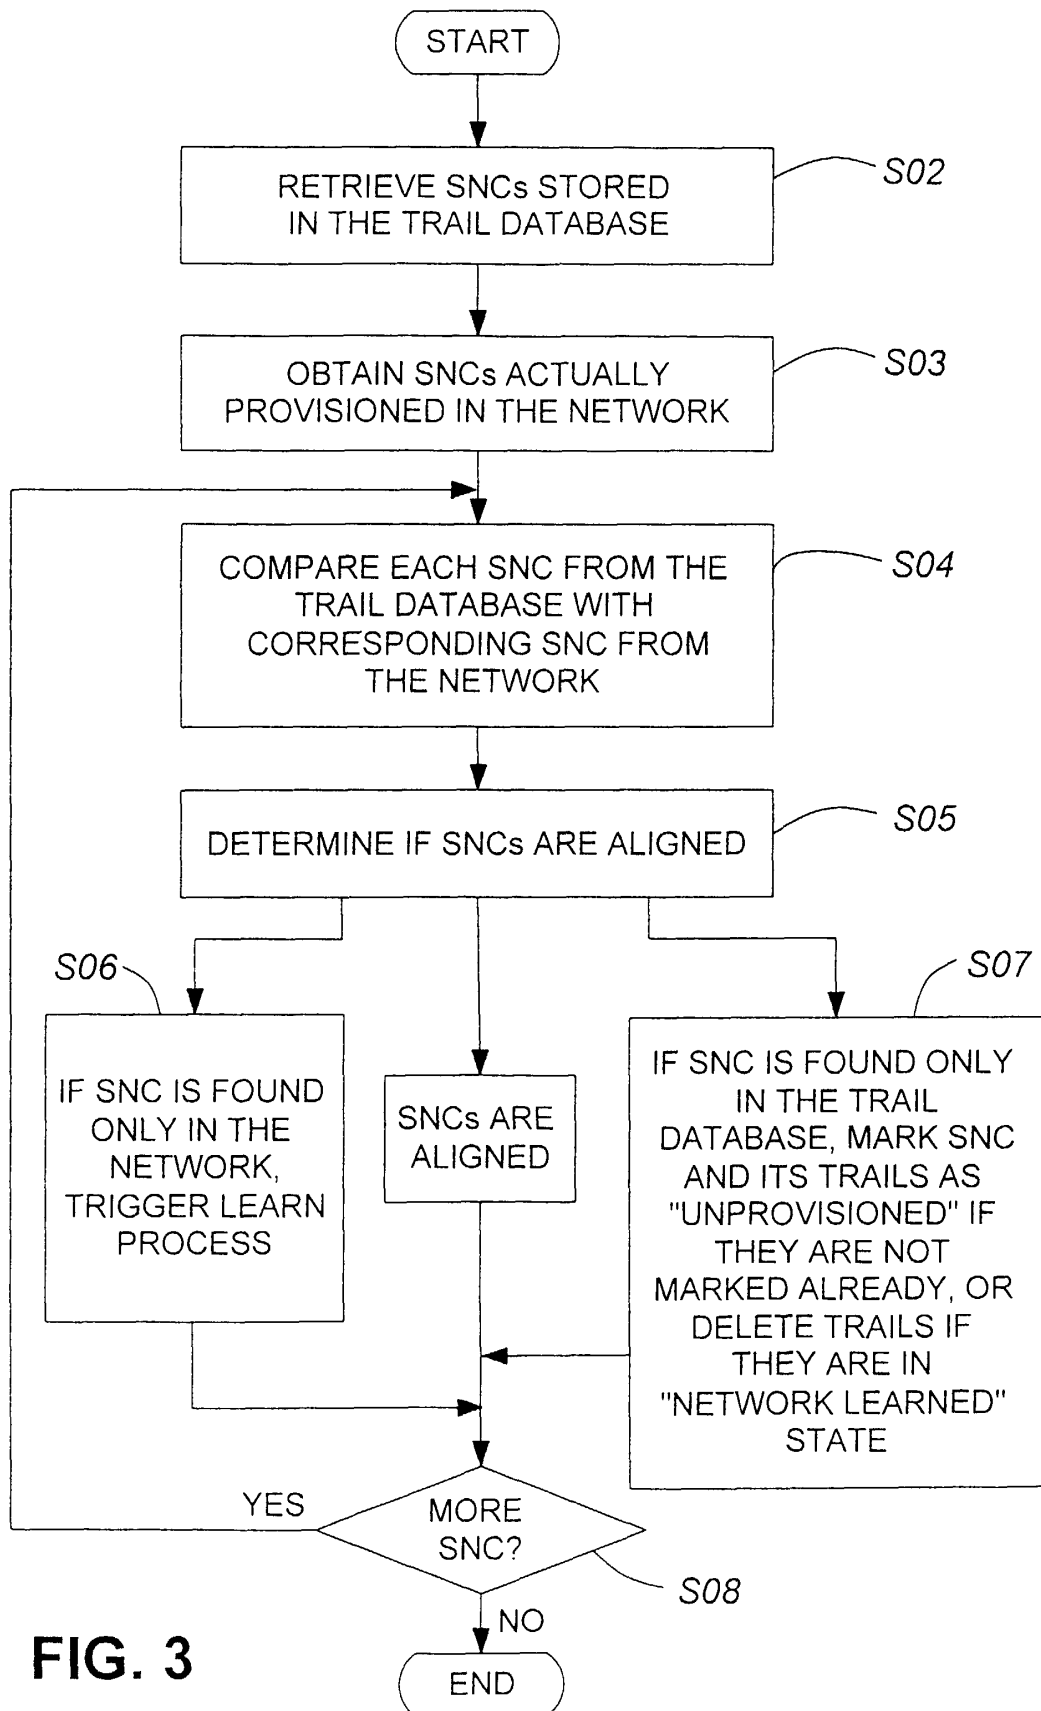 START
RETRIEVE SNCs STORED
IN THE TRAIL DATABASE
S02
OBTAIN SNCs ACTUALLY
PROVISIONED IN THE NETWORK
S03
COMPARE EACH SNC FROM THE
TRAIL DATABASE WITH
CORRESPONDING SNC FROM
THE NETWORK
S04
DETERMINE IF SNCs ARE ALIGNED
S05
S06
IF SNC IS FOUND
ONLY IN THE
NETWORK,
TRIGGER LEARN
PROCESS
SNCs ARE
ALIGNED
S07
IF SNC IS FOUND ONLY
IN THE TRAIL
DATABASE, MARK SNC
AND ITS TRAILS AS
"UNPROVISIONED" IF
THEY ARE NOT
MARKED ALREADY, OR
DELETE TRAILS IF
THEY ARE IN
"NETWORK LEARNED"
STATE
YES
MORE
SNC?
S08
NO
END
FIG. 3